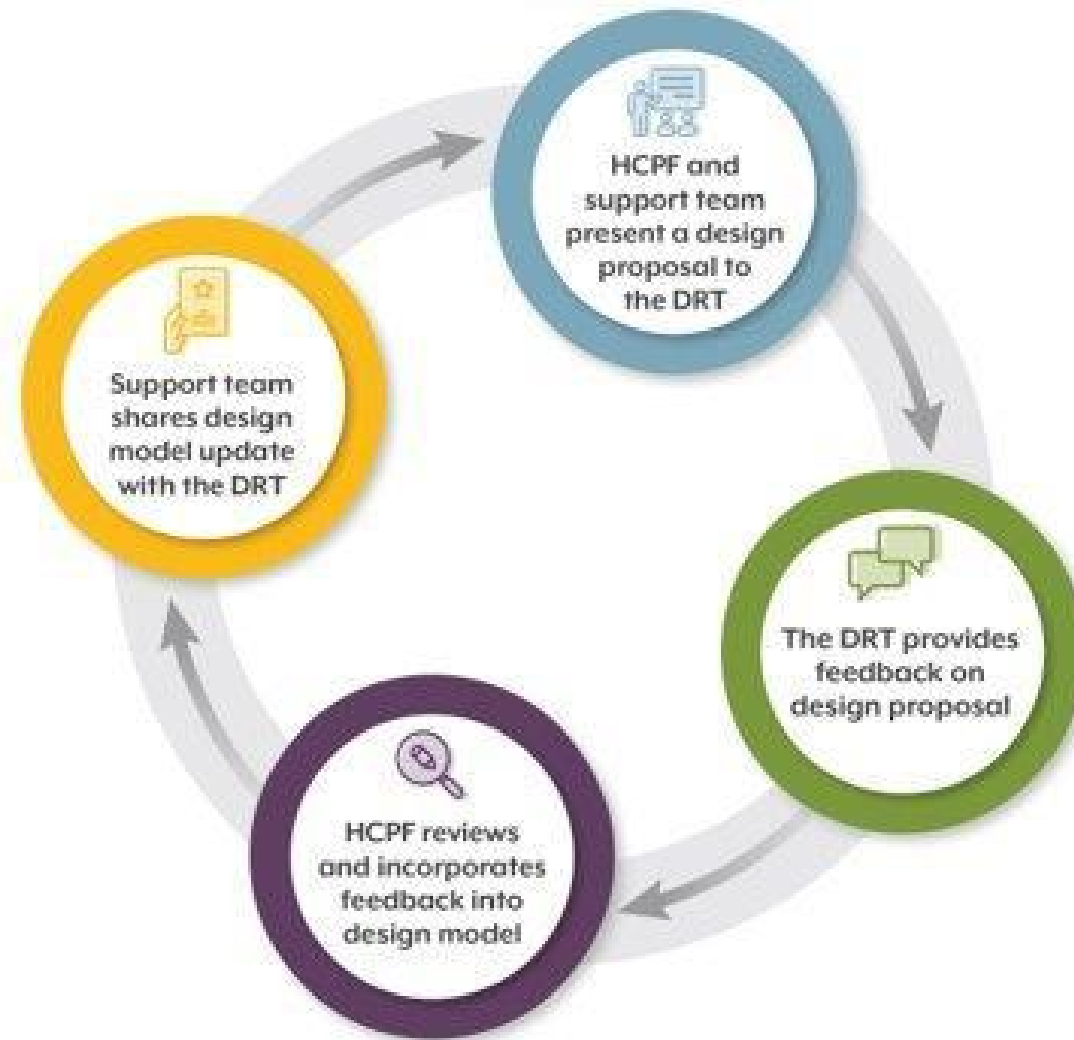 HCPF and
support team
present a design
proposal to
the DRT
The DRT provides
feedback on
design proposal
HCPF reviews
and incorporates
feedback into
design model
Support team
shares design
model update
with the DRT